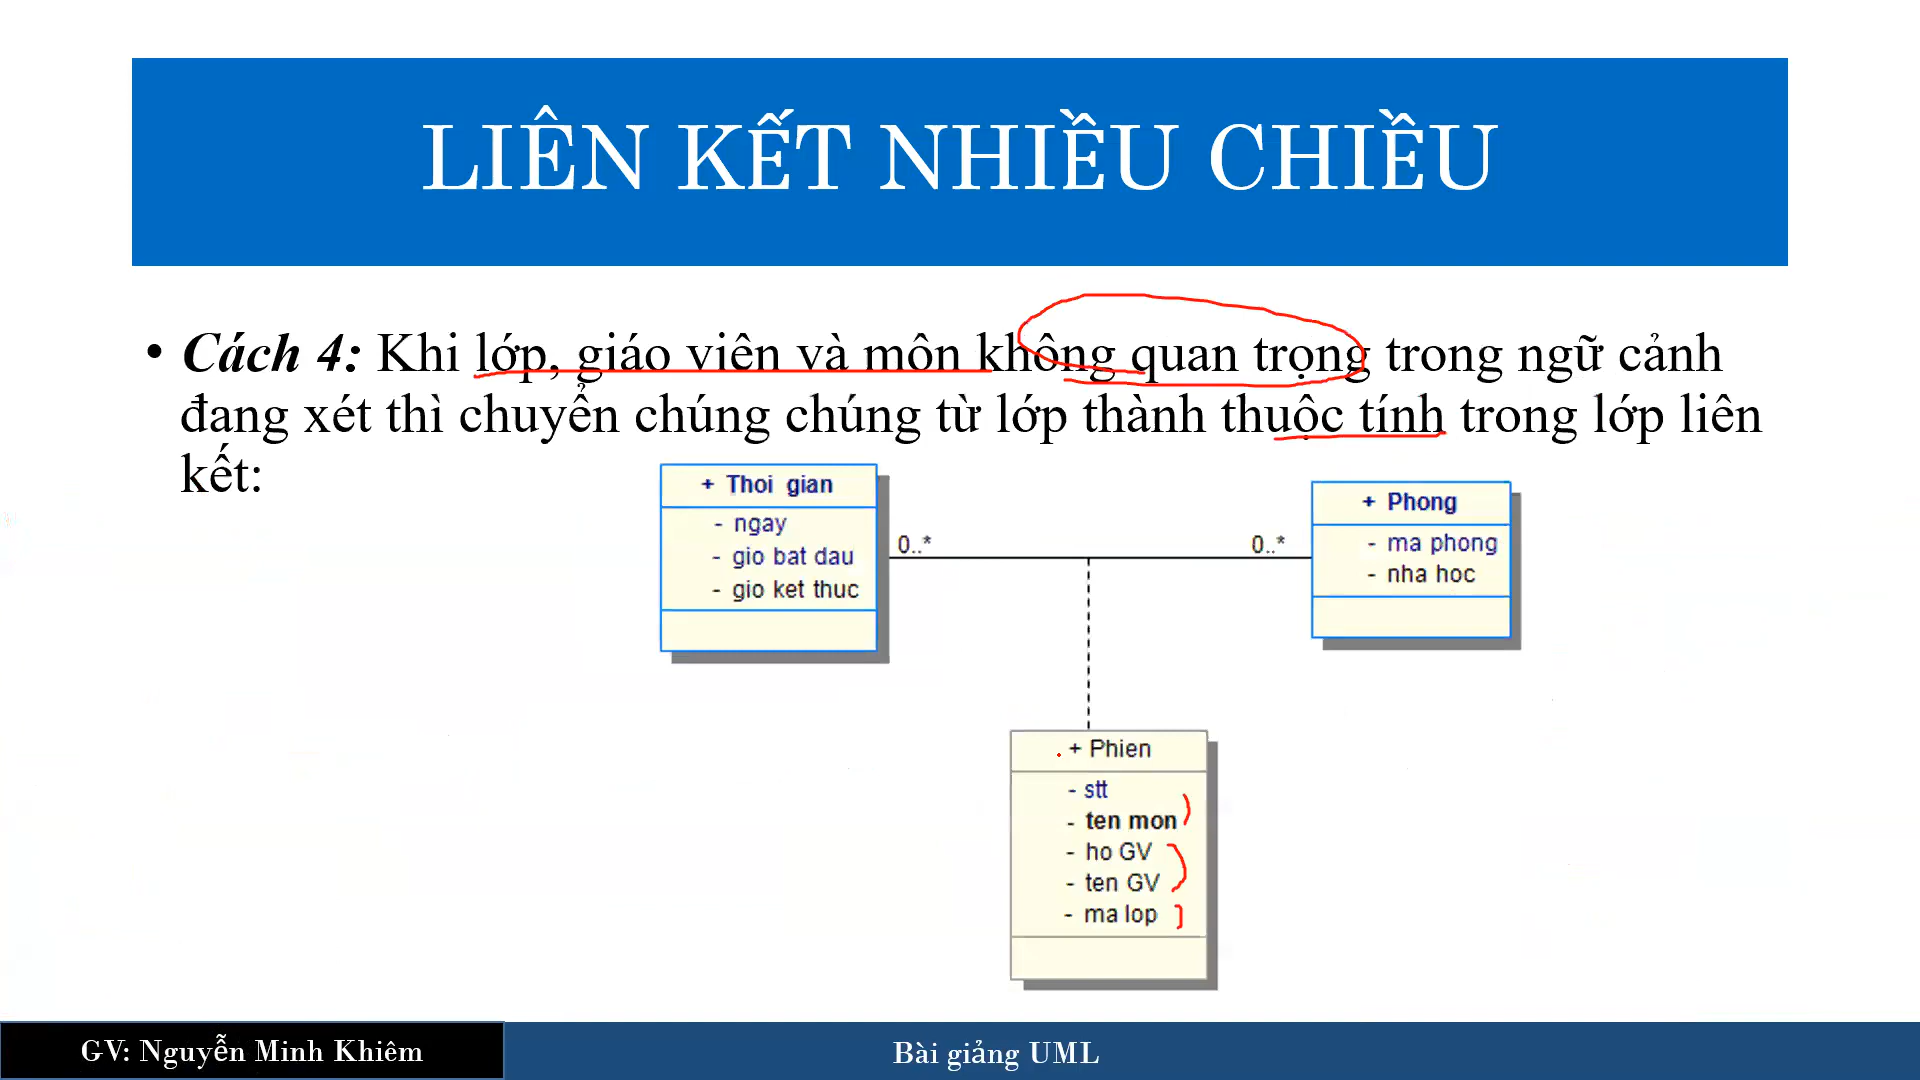 LIÊN KẾT NHIỀU CHIỀU
• Cách 4: Khi lớp, giáo viên và môn không quan trọng trong ngữ cảnh
đang xét thì chuyển chúng chúng từ lớp thành thuộc tính trong lớp liên
kết:
+ Thoi gian
- ngay
- gio bat dau
- gio ket thuc
0..*
0..*
+ Phong
- ma phong
- nha hoc
+ Phien
- stt
- ten mon
- ho GV
- ten GV
- ma lop
GV: Nguyễn Minh Khiêm
Bài giảng UML